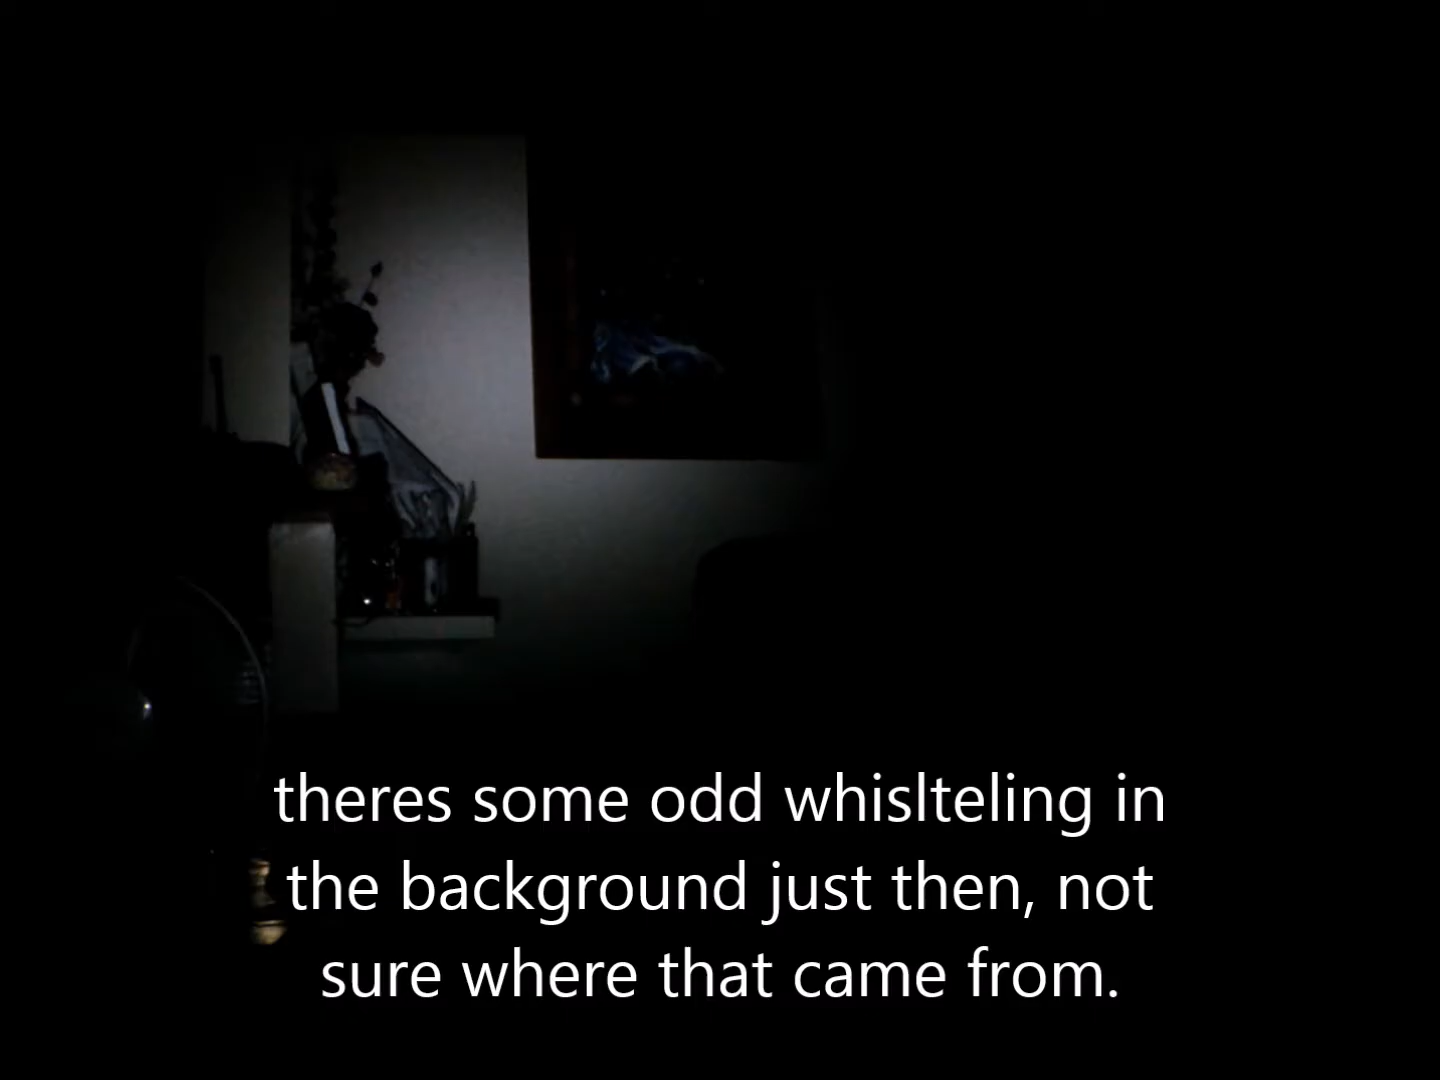 theres some odd whislteling in
the background just then, not
sure where that came from.